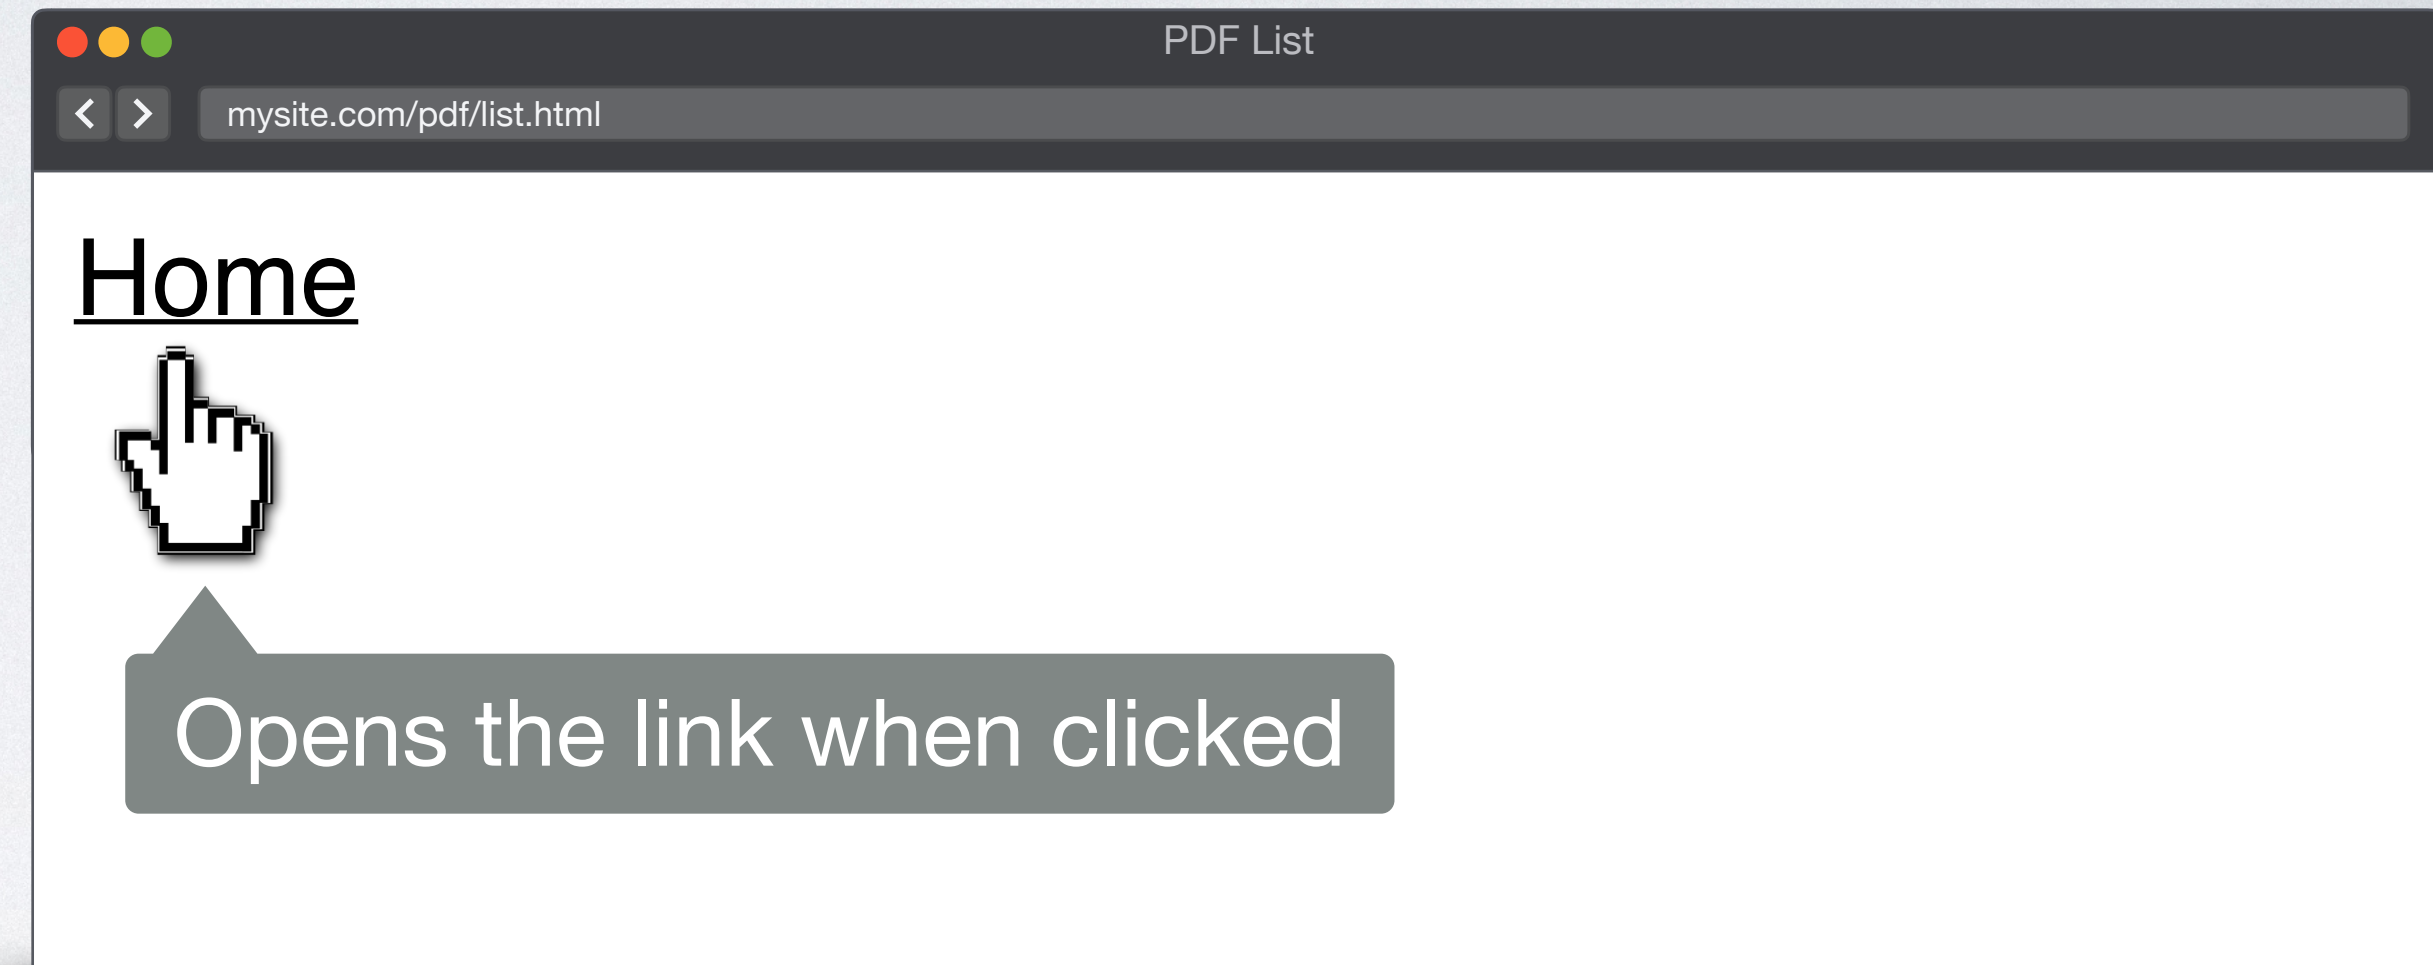 PDF List
mysite.com/pdf/list.html
Home
Opens the link when clicked